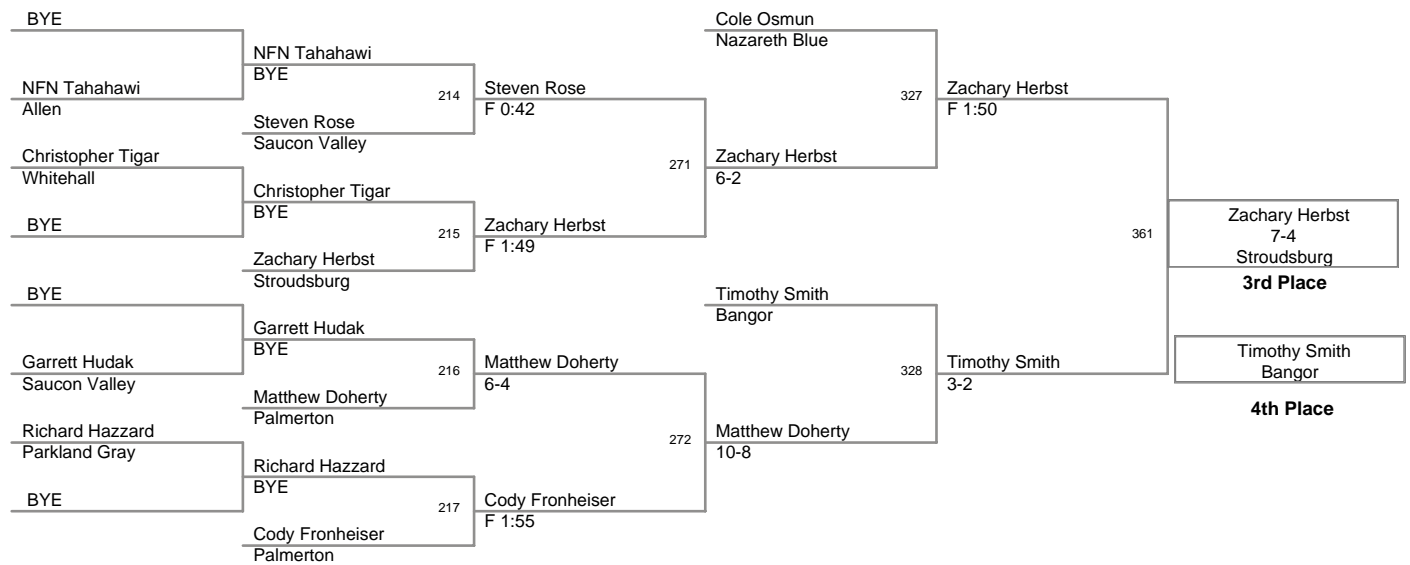 BYE
NFN Tahahawi
Allen
Christopher Tigar
Whitehall
BYE
BYE
Garrett Hudak
Saucon Valley
Richard Hazzard
Parkland Gray
BYE
NFN Tahahawi
BYE
Steven Rose
Saucon Valley
Christopher Tigar
BYE
Zachary Herbst
Stroudsburg
Garrett Hudak
BYE
Matthew Doherty
Palmerton
Richard Hazzard
BYE
Cody Fronheiser
Palmerton
214
215
216
217
Steven Rose
F 0:42
Zachary Herbst
F 1:49
Matthew Doherty
6-4
Cody Fronheiser
F 1:55
271
272
Cole Osmun
Nazareth Blue
Zachary Herbst
6-2
Timothy Smith
Bangor
Matthew Doherty
10-8
327
328
Zachary Herbst
F 1:50
Timothy Smith
3-2
361
Zachary Herbst
7-4
Stroudsburg
3rd Place
Timothy Smith
Bangor
4th Place